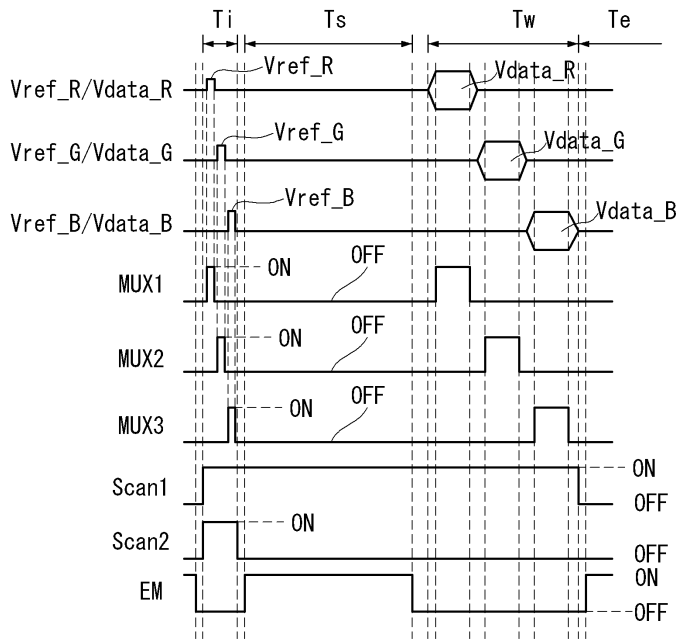 Ti Ts Tw Te
Vref_R Vdata_R
Vref_R/Vdata_R
Vref_G Vdata_G
Vref_G/Vdata_G
Vref_B Vdata_B
Vref_B/Vdata_B
ON OFF
MUX1
ON OFF
MUX2
ON OFF
MUX3
ON
Scan1 OFF
ON
Scan2 OFF
EM ON
OFF